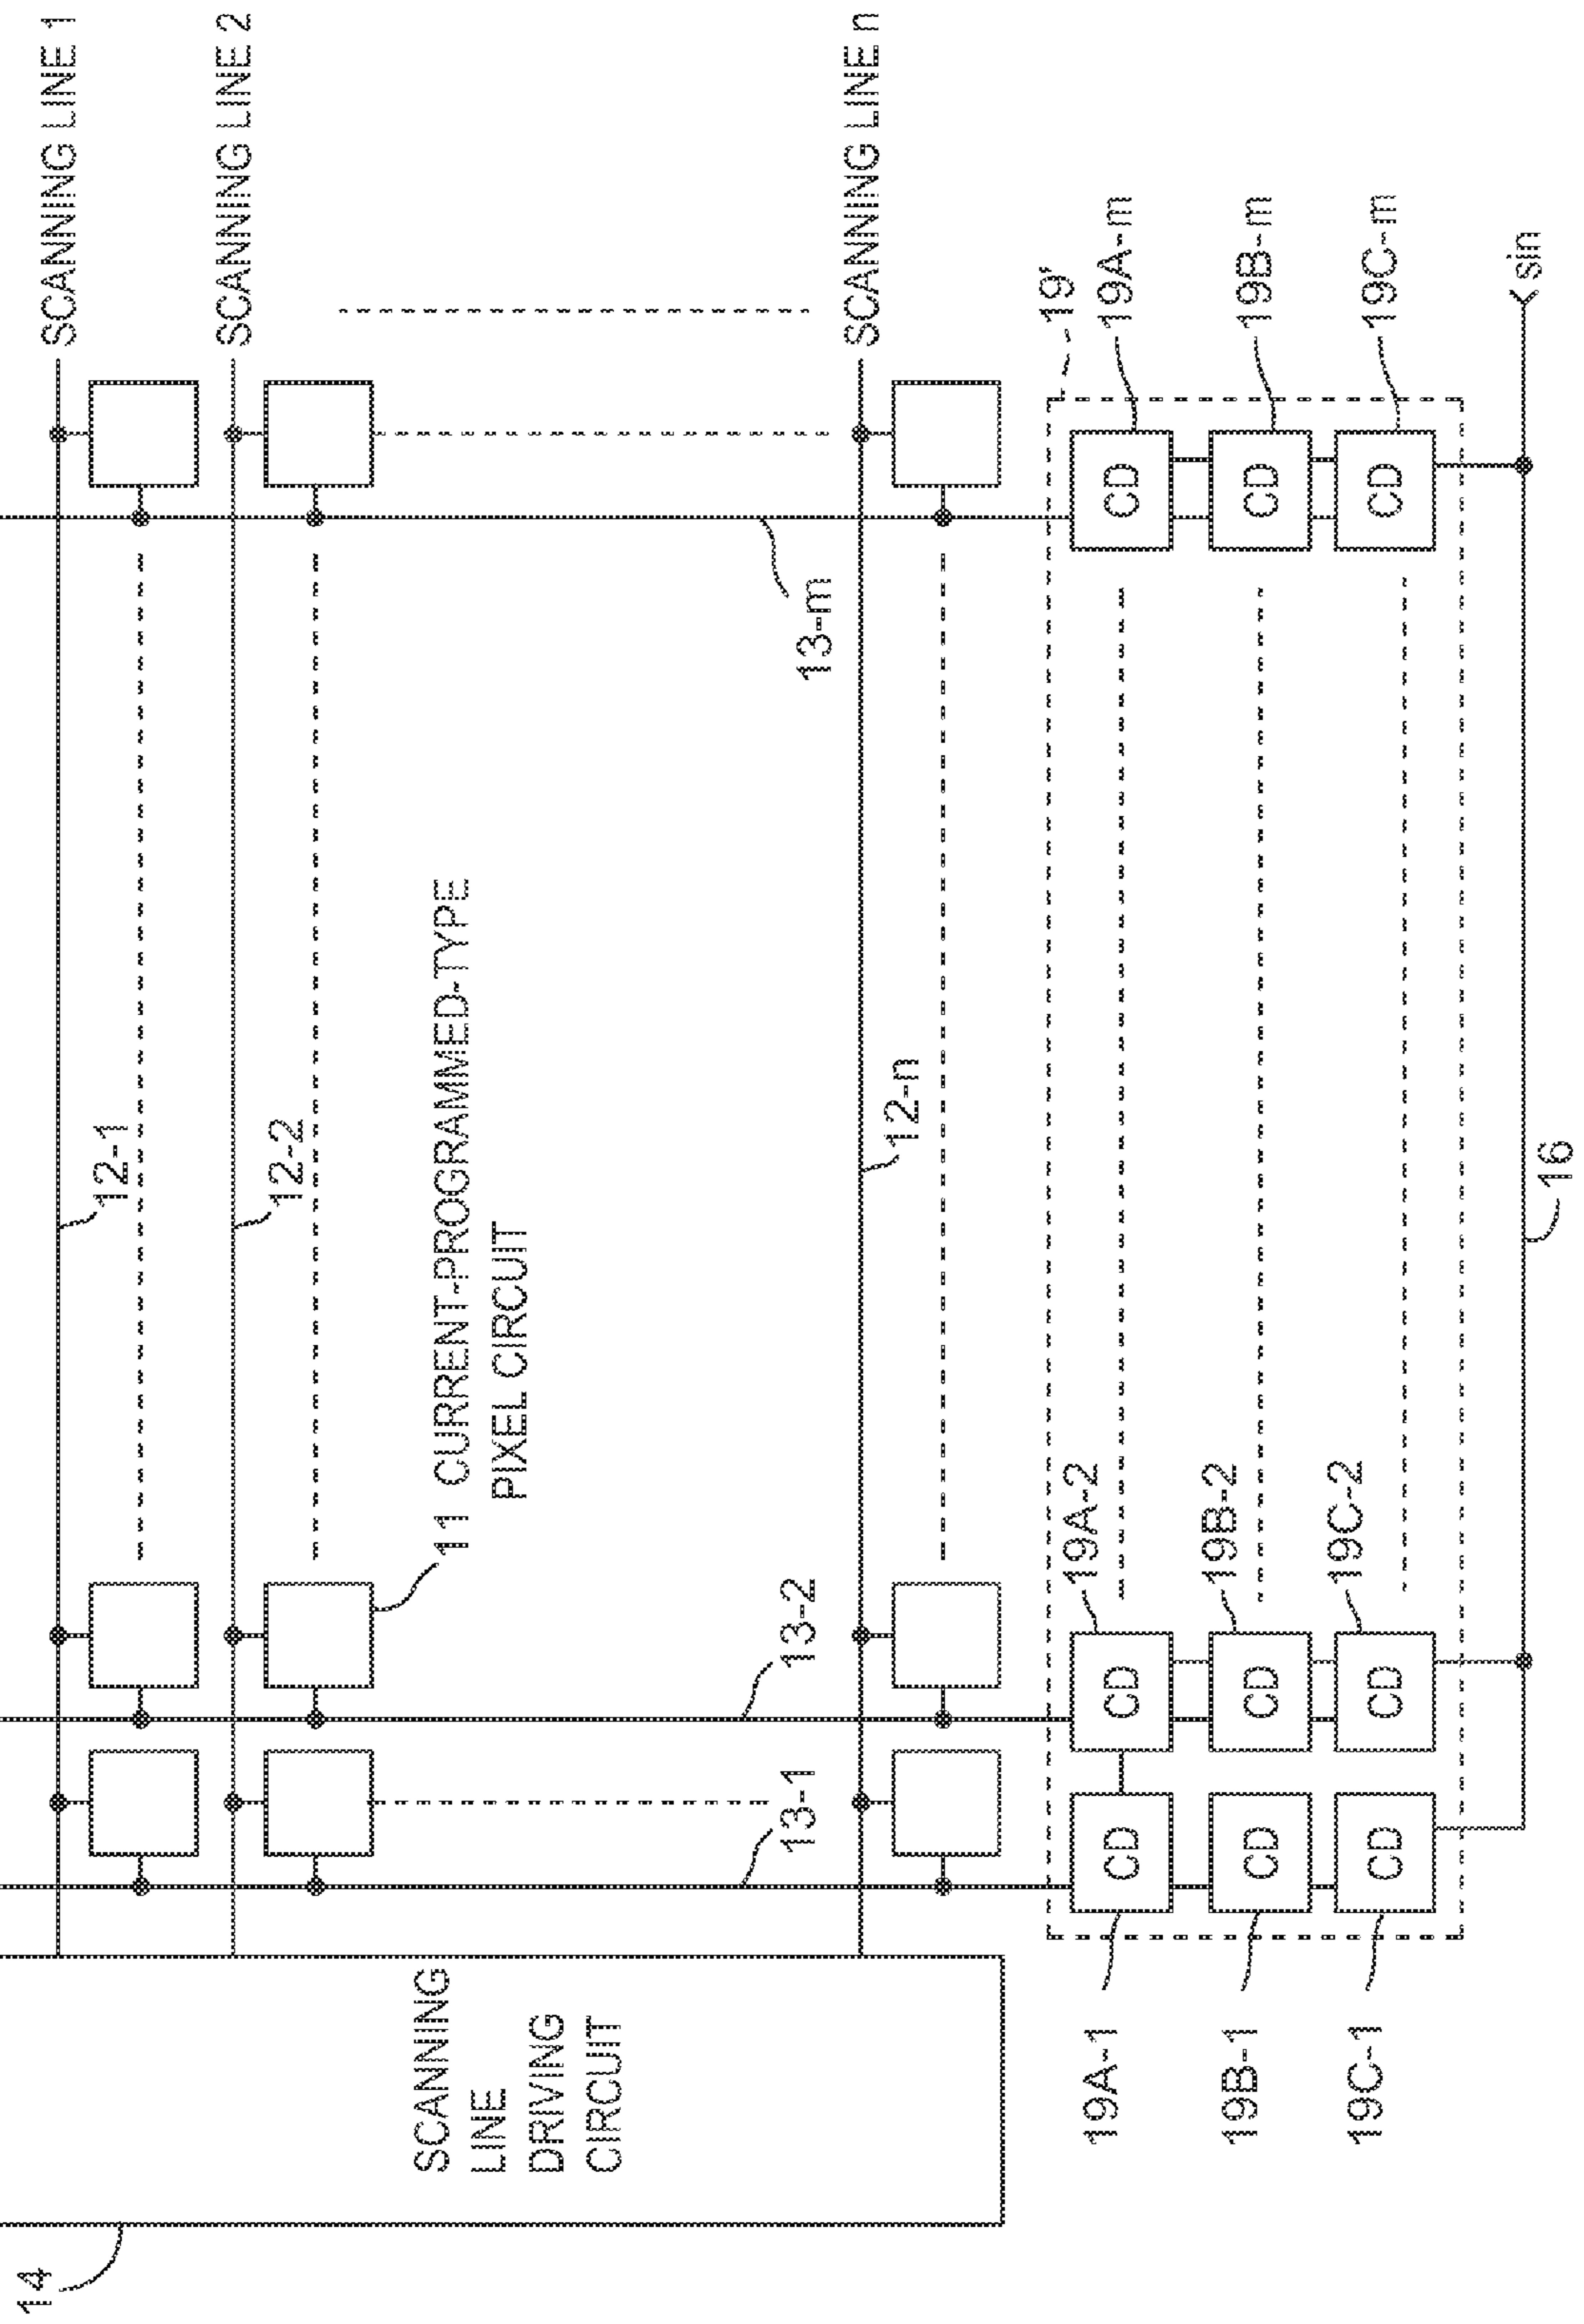 SCANNING LINE 1
SCANNING LINE 2
SCANNING LINE n
12-1
12-2
12-n
11 CURRENT-PROGRAMMED-TYPE
PIXEL CIRCUIT
13-1
13-2
13-m
14
SCANNING
LINE
DRIVING
CIRCUIT
19'
19A-1
19A-2
19A-m
CD
CD
CD
19B-1
19B-2
19B-m
CD
CD
CD
19C-1
19C-2
19C-m
CD
CD
CD
16
sin